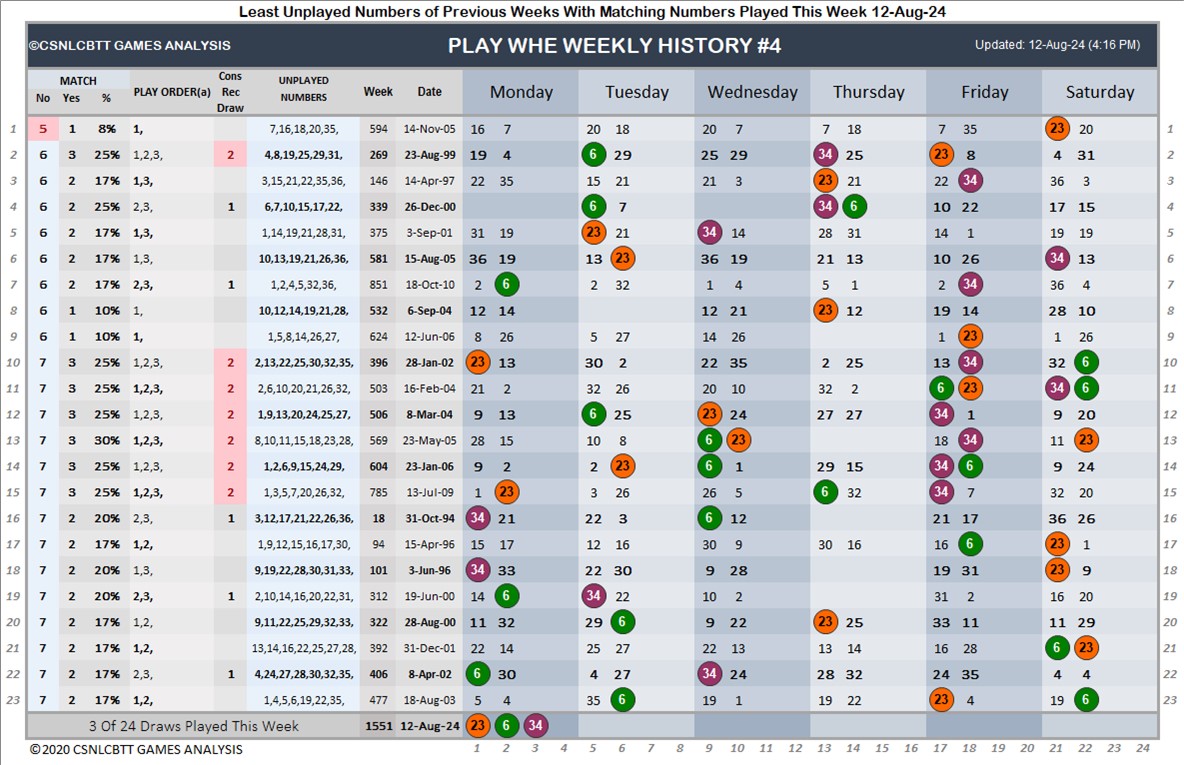 Least Unplayed Numbers of Previous Weeks With Matching Numbers Played This Week 12-Aug-24
©CSNLCBTT GAMES ANALYSIS PLAY WHE WEEKLY HISTORY #4 Updated: 12-Aug-24 (4:16 PM)
MATCH No Yes % PLAY ORDER(a) Cons Rec Draw UNPLAYED NUMBERS Week Date Monday Tuesday Wednesday Thursday Friday Saturday
1 5 1 8% 1, 7,16,18,20,35, 594 14-Nov-05 16 7 20 18 20 7 7 18 7 35 23 20 1
2 6 3 25% 1,2,3, 2 4,8,19,25,29,31, 269 23-Aug-99 19 4 6 29 25 29 34 25 23 8 4 31 2
3 6 2 17% 1,3, 3,15,21,22,35,36, 146 14-Apr-97 22 35 15 21 21 3 23 21 22 34 36 3 3
4 6 2 25% 2,3, 1 6,7,10,15,17,22, 339 26-Dec-00 6 7 34 6 10 22 17 15 4
5 6 2 17% 1,3, 1,14,19,21,28,31, 375 3-Sep-01 31 19 23 21 34 14 28 31 14 1 19 19 5
6 6 2 17% 1,3, 10,13,19,21,26,36, 581 15-Aug-05 36 19 13 23 36 19 21 13 10 26 34 13 6
7 6 2 17% 2,3, 1 1,2,4,5,32,36, 851 18-Oct-10 2 6 2 32 1 4 5 1 2 34 36 4 7
8 6 1 10% 1, 10,12,14,19,21,28, 532 6-Sep-04 12 14 12 21 23 12 19 14 28 10 8
9 6 1 10% 1, 1,5,8,14,26,27, 624 12-Jun-06 8 26 5 27 14 26 1 23 1 26 9
10 7 3 25% 1,2,3, 2 2,13,22,25,30,32,35, 396 28-Jan-02 23 13 30 2 22 35 2 25 13 34 32 6 10
11 7 3 25% 1,2,3, 2 2,6,10,20,21,26,32, 503 16-Feb-04 21 2 32 26 20 10 32 2 6 23 34 6 11
12 7 3 25% 1,2,3, 2 1,9,13,20,24,25,27, 506 8-Mar-04 9 13 6 25 23 24 27 27 34 1 9 20 12
13 7 3 30% 1,2,3, 2 8,10,11,15,18,23,28, 569 23-May-05 28 15 10 8 6 23 18 34 11 23 13
14 7 3 25% 1,2,3, 2 1,2,6,9,15,24,29, 604 23-Jan-06 9 2 2 23 6 1 29 15 34 6 9 24 14
15 7 3 25% 1,2,3, 2 1,3,5,7,20,26,32, 785 13-Jul-09 1 23 3 26 26 5 6 32 34 7 32 20 15
16 7 2 20% 2,3, 1 3,12,17,21,22,26,36, 18 31-Oct-94 34 21 22 3 6 12 21 17 36 26 16
17 7 2 17% 1,2, 1,9,12,15,16,17,30, 94 15-Apr-96 15 17 12 16 30 9 30 16 16 6 23 1 17
18 7 2 20% 1,3, 9,19,22,28,30,31,33, 101 3-Jun-96 34 33 22 30 9 28 19 31 23 9 18
19 7 2 20% 2,3, 1 2,10,14,16,20,22,31, 312 19-Jun-00 14 6 34 22 10 2 31 2 16 20 19
20 7 2 17% 1,2, 9,11,22,25,29,32,33, 322 28-Aug-00 11 32 29 6 9 22 23 25 33 11 11 29 20
21 7 2 17% 1,2, 13,14,16,22,25,27,28, 392 31-Dec-01 22 14 25 27 22 13 13 14 16 28 6 23 21
22 7 2 17% 2,3, 1 4,24,27,28,30,32,35, 406 8-Apr-02 6 30 4 27 34 24 28 32 24 35 4 4 22
23 7 2 17% 1,2, 1,4,5,6,19,22,35, 477 18-Aug-03 5 4 35 6 19 1 19 22 23 4 19 6 23
3 Of 24 Draws Played This Week 1551 12-Aug-24 23 6 34
©2020 CSNLCBTT GAMES ANALYSIS 1 2 3 4 5 6 7 8 9 10 11 12 13 14 15 16 17 18 19 20 21 22 23 24